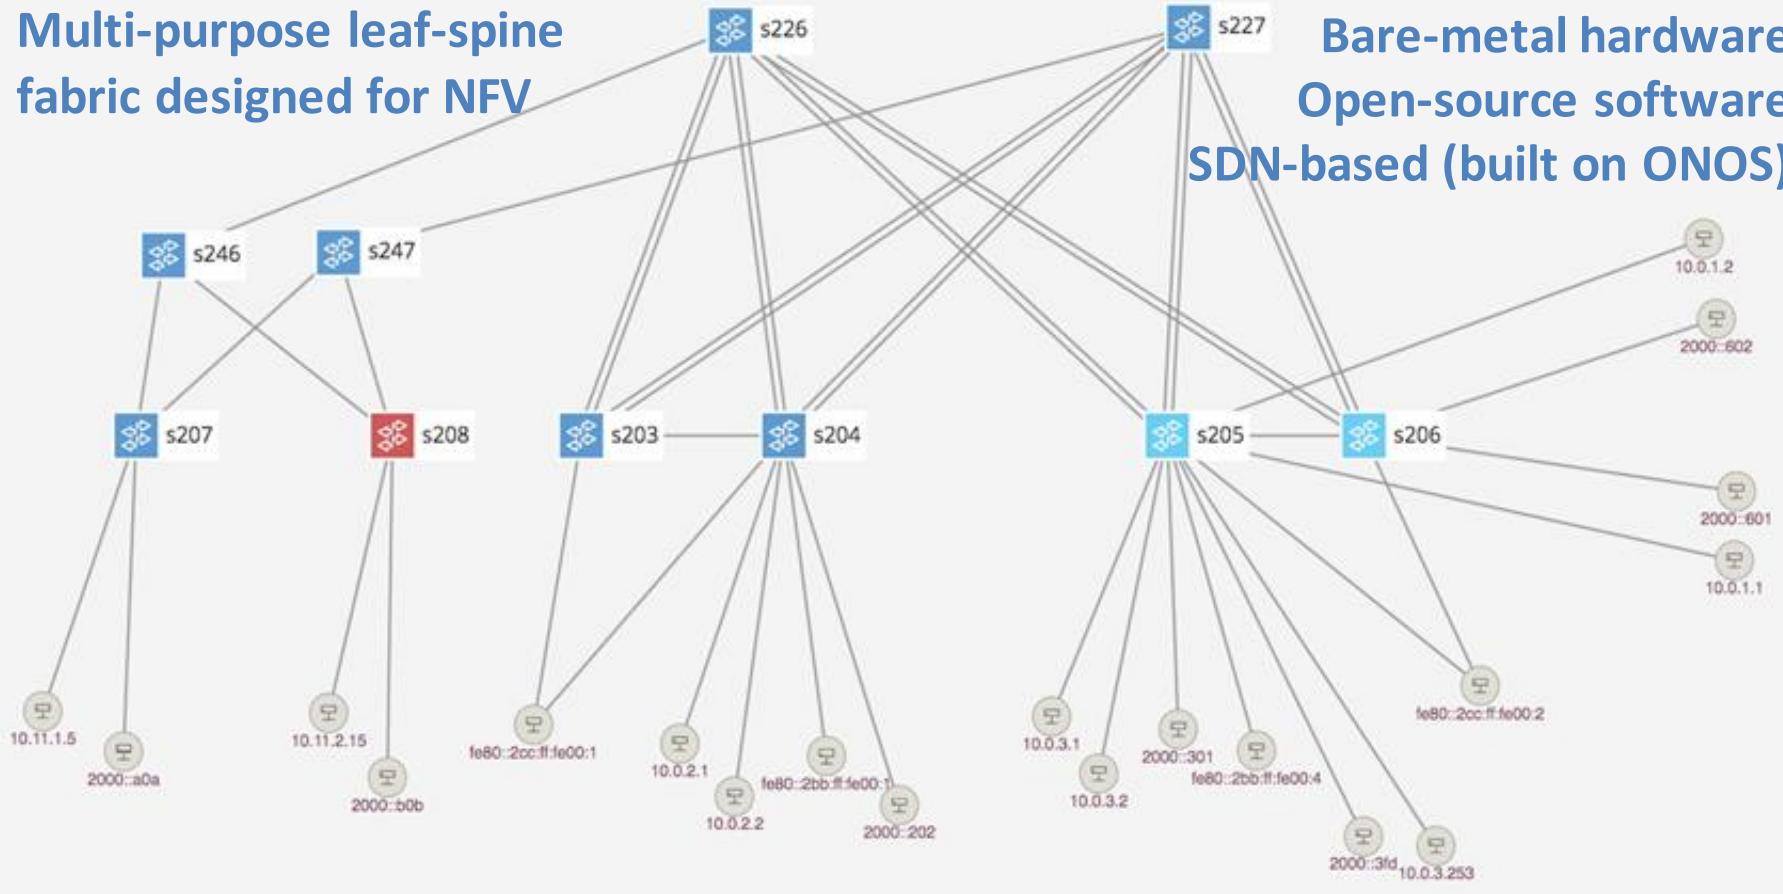 Multi-purpose leaf-spine
fabric designed for NFV
s226
s227
Bare-metal hardware
Open-source software
SDN-based (built on ONOS)
s246
s247
10.0.1.2
2000::602
s207
s208
s203
s204
s205
s206
2000::601
10.0.1.1
10.11.1.5
2000::a0a
10.11.2.15
2000::b0b
fe80::2cc:ff:fe00:1
10.0.2.1
10.0.2.2
fe80::2bb:ff:fe00:1
2000::202
10.0.3.1
10.0.3.2
2000::301
fe80::2bb:ff:fe00:4
fe80::2cc:ff:fe00:2
2000::3fd
10.0.3.253